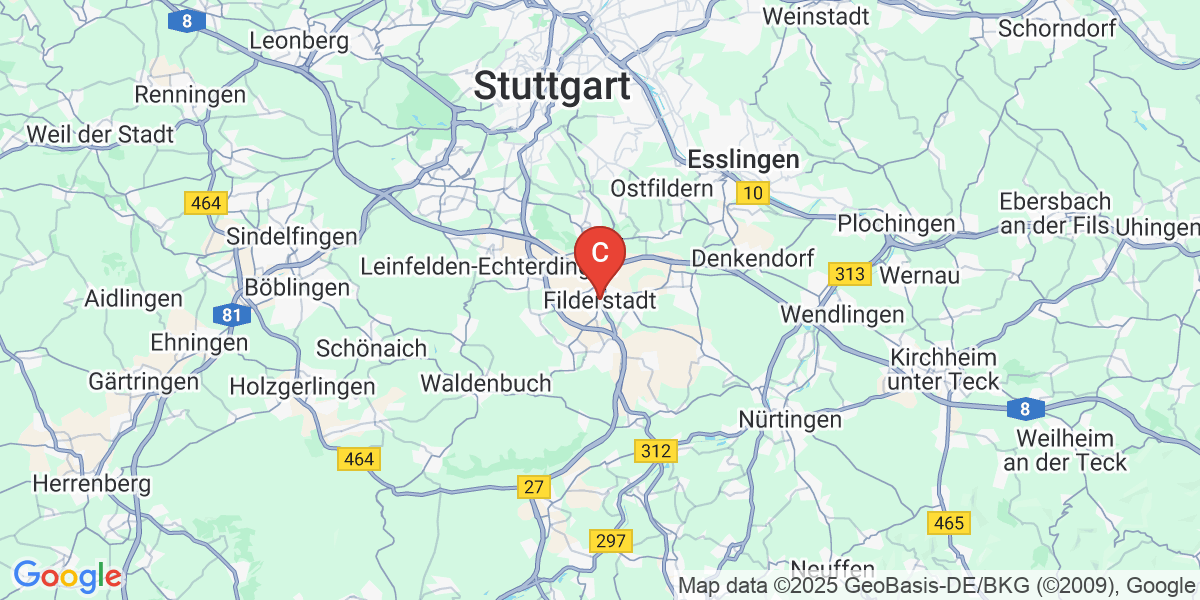 8
Leonberg
Weinstadt
Schorndorf
Renningen
Stuttgart
Weil der Stadt
Esslingen
Ostfildern
10
464
Ebersbach
an der Fils
Plochingen
Uhingen
Sindelfingen
C
Leinfelden-Echterding
Denkendorf
313
Wernau
Böblingen
Aidlingen
Filderstadt
81
Wendlingen
Ehningen
Schönaich
Kirchheim
unter Teck
Gärtringen
Holzgerlingen
Waldenbuch
8
Nürtingen
Weilheim
an der Teck
312
464
Herrenberg
27
465
297
Neuffen
Google
Map data ©2025 GeoBasis-DE/BKG (©2009), Google